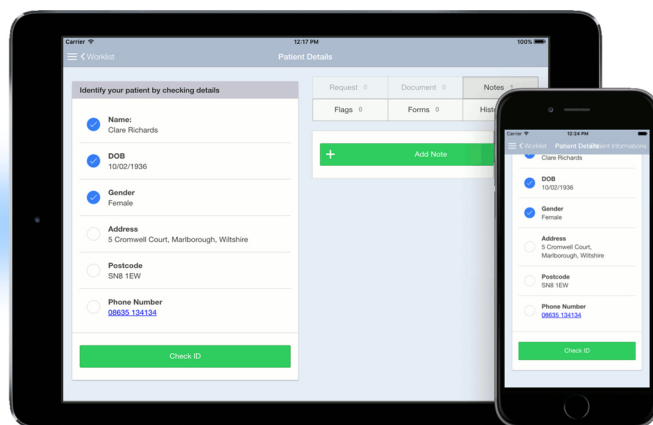 Carrier 12:17 PM 100%
Worklist Patient Details
Identify your patient by checking details
Name:
Clare Richards
DOB
10/02/1936
Gender
Female
Address
5 Cromwell Court, Marlborough, Wiltshire
Postcode
SN8 1EW
Phone Number
08635 134134
Check ID
Request 0 Document 0 Notes
Flags 0 Forms 0
+ Add Note
Carrier 12:24 PM
Worklist Patient Details Informations
Clare Richards
DOB
10/02/1936
Gender
Female
Address
5 Cromwell Court,
Marlborough, Wiltshire
Postcode
SN8 1EW
Phone Number
08635 134134
Check ID